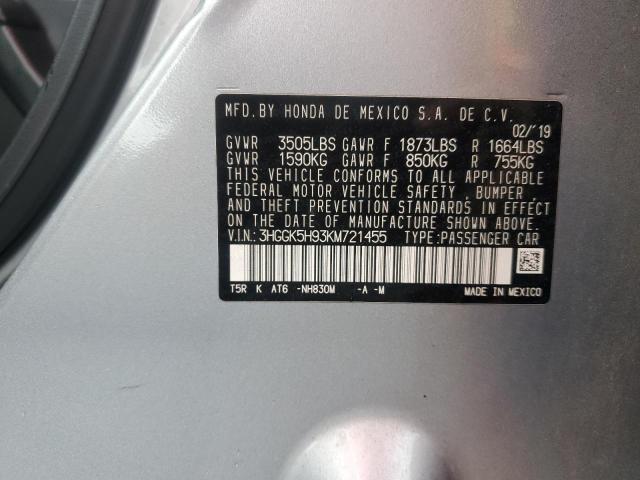 MFD.BY HONDA DE MEXICO S.A. DE C.V.
02/'19
GVWR 3505LBS GAWR F 1873LBS R 1664LBS
GVWR 1590KG GAWR F 850KG R 755KG
THIS VEHICLE CONFORMS TO ALL APPLICABLE
FEDERAL MOTOR VEHICLE SAFETY, BUMPER,
AND THEFT PREVENTION STANDARDS IN EFFECT
ON THE DATE OF MANUFACTURE SHOWN ABOVE.
V.I.N.:3HGGK5H93KM721455 TYPE:PASSENGER CAR
T5R K AT6 -NH830M -A -M MADE IN MEXICO